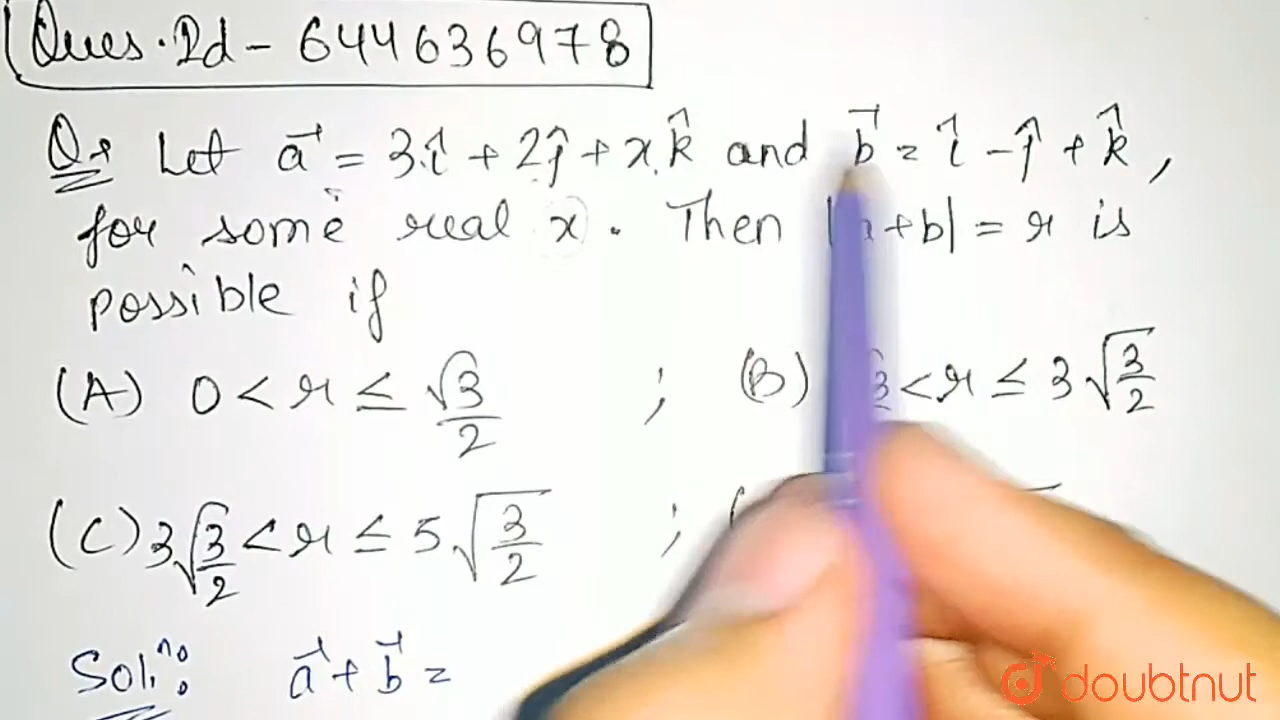 Ques. Id - 644636978
Q→ Let a⃗ = 3î + 2ĵ + xk̂ and b⃗ = î - ĵ + k̂,
for some real x. Then | +b| = r is
possible if
(A) 0 < r ≤ √3/2 ; (B) < r ≤ 3√(3/2)
(C) 3√(3/2) < r ≤ 5√(3/2) ;
Solⁿ: a⃗ + b⃗ =
doubtnut